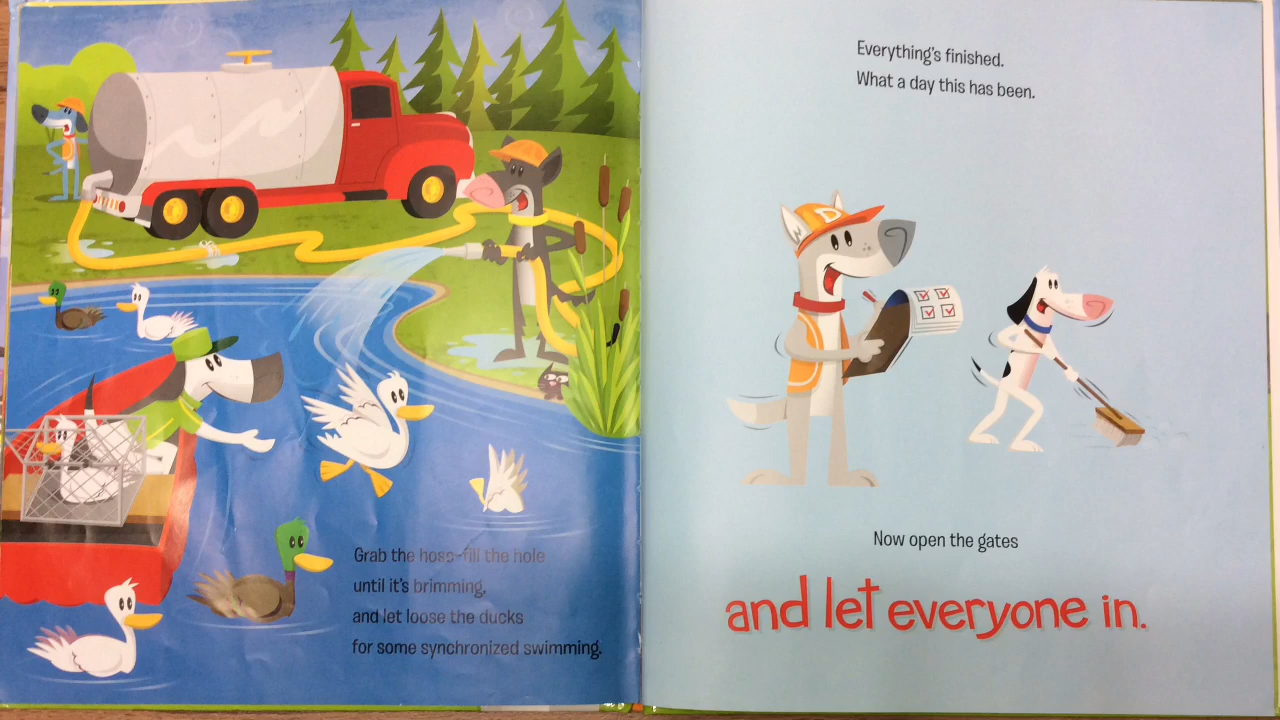 Grab the hose—fill the hole
until it's brimming,
and let loose the ducks
for some synchronized swimming.
Everything's finished.
What a day this has been.
D
Now open the gates
and let everyone in.